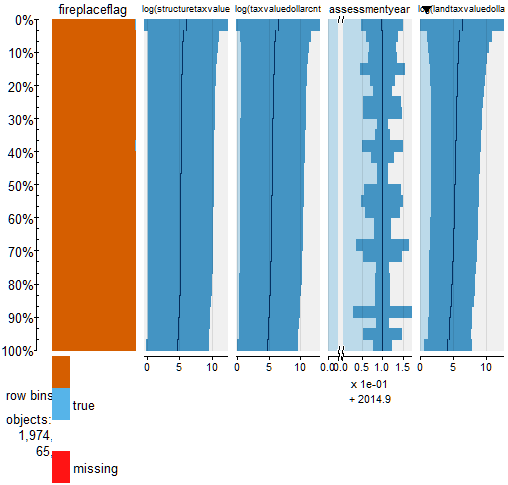 fireplaceflag
log(structuretaxvalue
log(taxvaluedollarcnt
assessmentyear
log(landtaxvaluedolla
0%
10%
20%
30%
40%
50%
60%
70%
80%
90%
100%
0 5 10
0 5 10
0.0 0.0 0.5 1.0 1.5
0 5 10
x 1e-01
+ 2014.9
row bins
objects:
1,974,
65,
true
missing